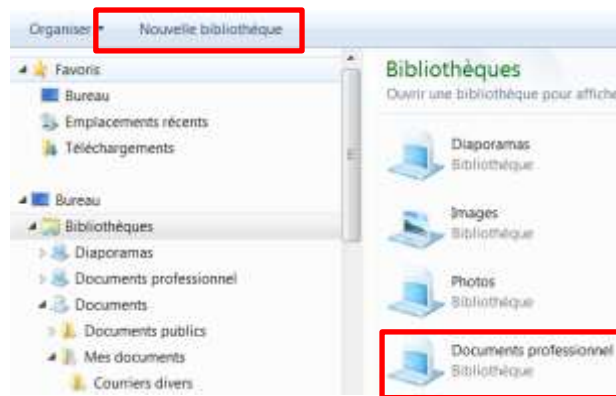 Organiser Nouvelle bibliothèque
Favoris
Bureau
Emplacements récents
Téléchargements
Bureau
Bibliothèques
Diaporamas
Documents professionnel
Documents
Documents publics
Mes documents
Courriers divers
Bibliothèques
Ouvrir une bibliothèque pour affiche
Diaporamas
Bibliothèque
Images
Bibliothèque
Photos
Bibliothèque
Documents professionnel
Bibliothèque